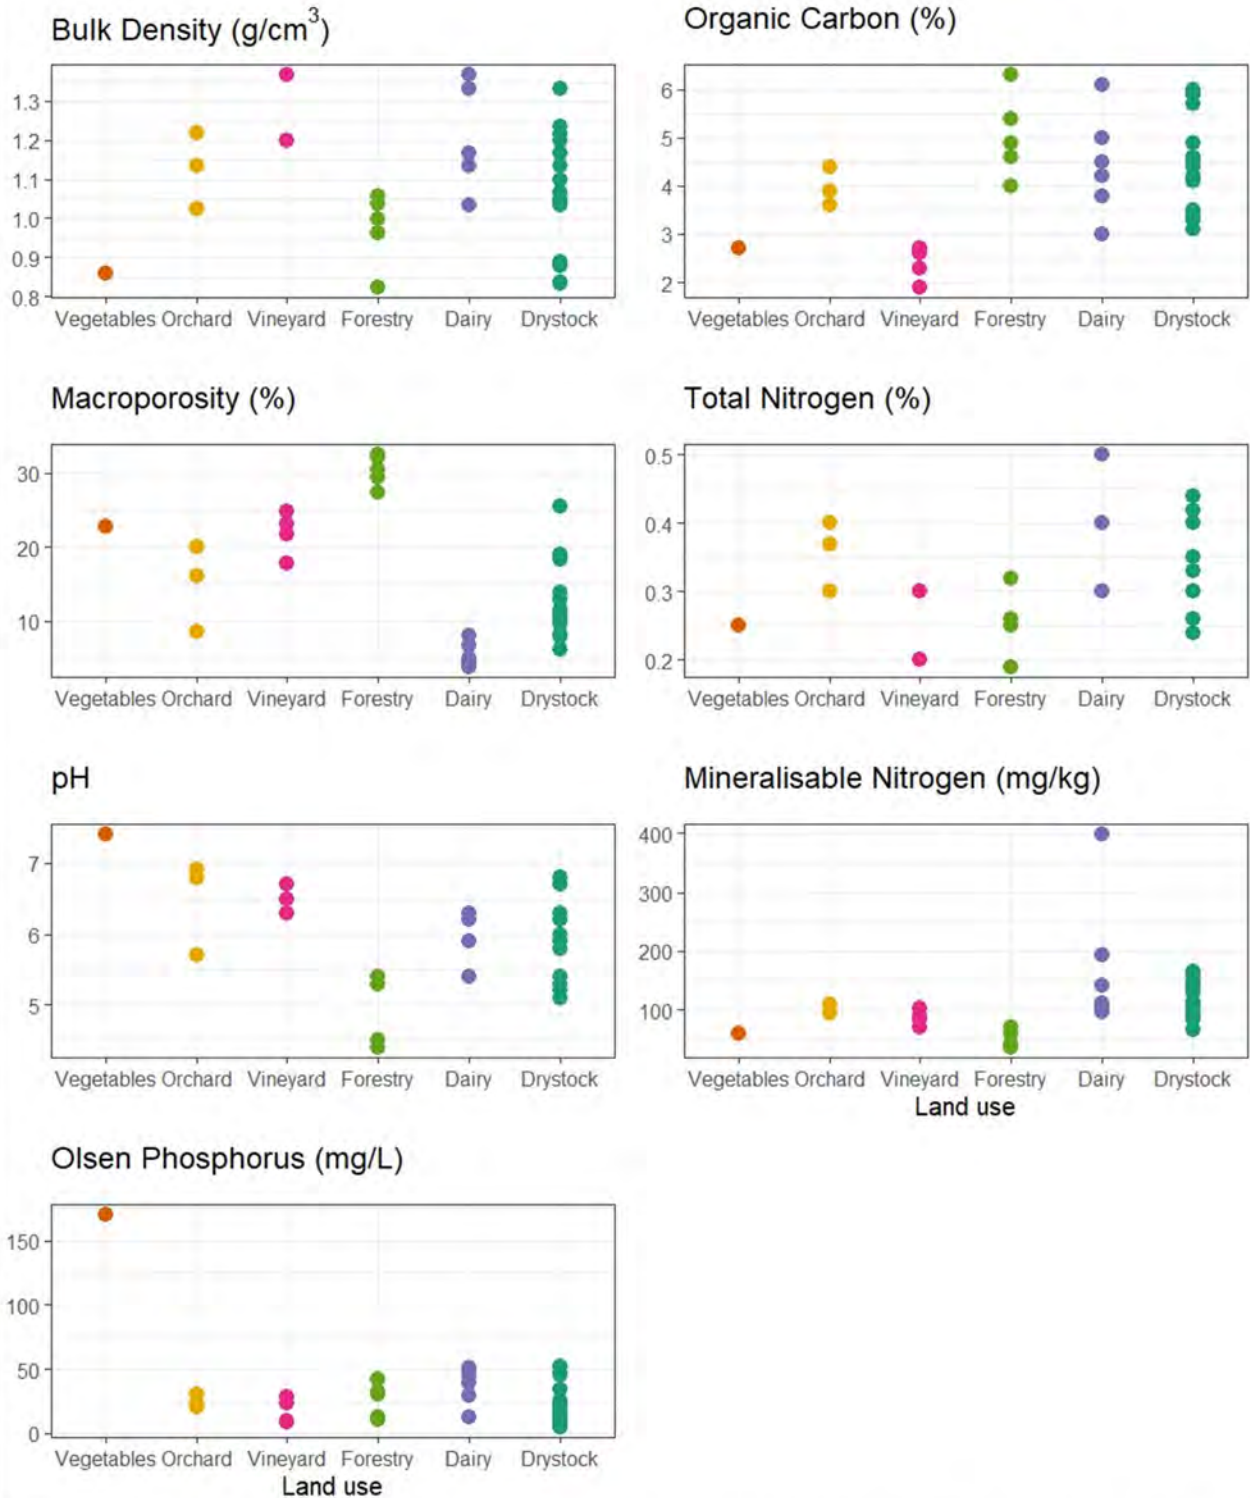 Bulk Density (g/cm³)
1.3
1.2
1.1
1.0
0.9
0.8
Vegetables Orchard Vineyard Forestry Dairy Drystock
Organic Carbon (%)
6
5
4
3
2
Vegetables Orchard Vineyard Forestry Dairy Drystock
Macroporosity (%)
30
20
10
Vegetables Orchard Vineyard Forestry Dairy Drystock
Total Nitrogen (%)
0.5
0.4
0.3
0.2
Vegetables Orchard Vineyard Forestry Dairy Drystock
pH
7
6
5
Vegetables Orchard Vineyard Forestry Dairy Drystock
Mineralisable Nitrogen (mg/kg)
400
300
200
100
Vegetables Orchard Vineyard Forestry Dairy Drystock
Land use
Olsen Phosphorus (mg/L)
150
100
50
0
Vegetables Orchard Vineyard Forestry Dairy Drystock
Land use